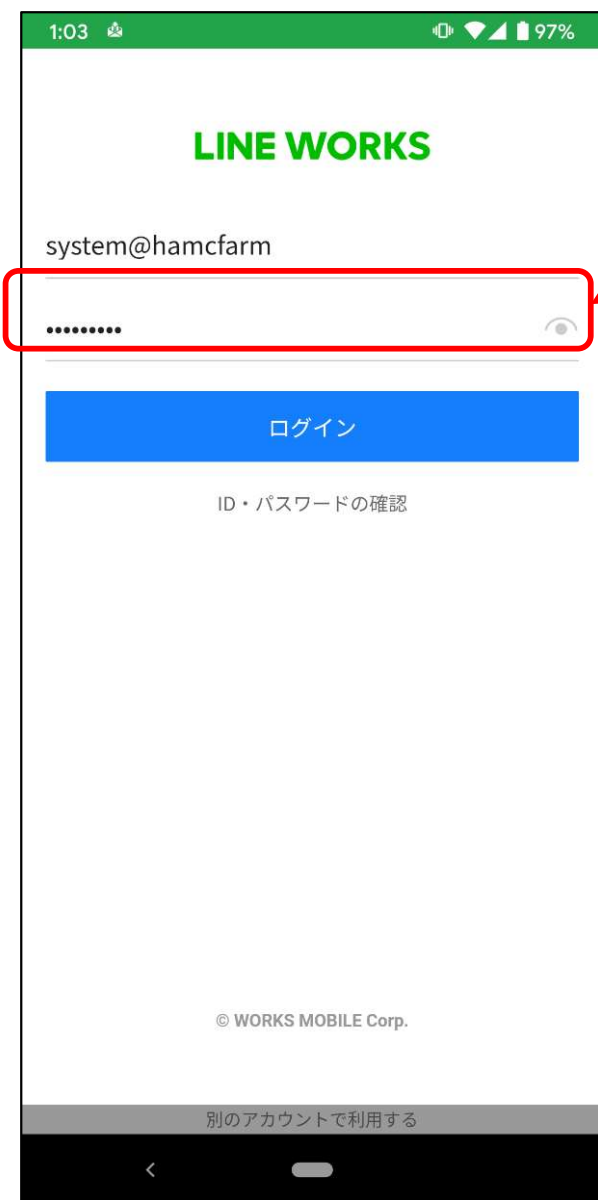 1:03 97%
LINE WORKS
system@hamcfarm
•••••••••
ログイン
ID・パスワードの確認
© WORKS MOBILE Corp.
別のアカウントで利用する